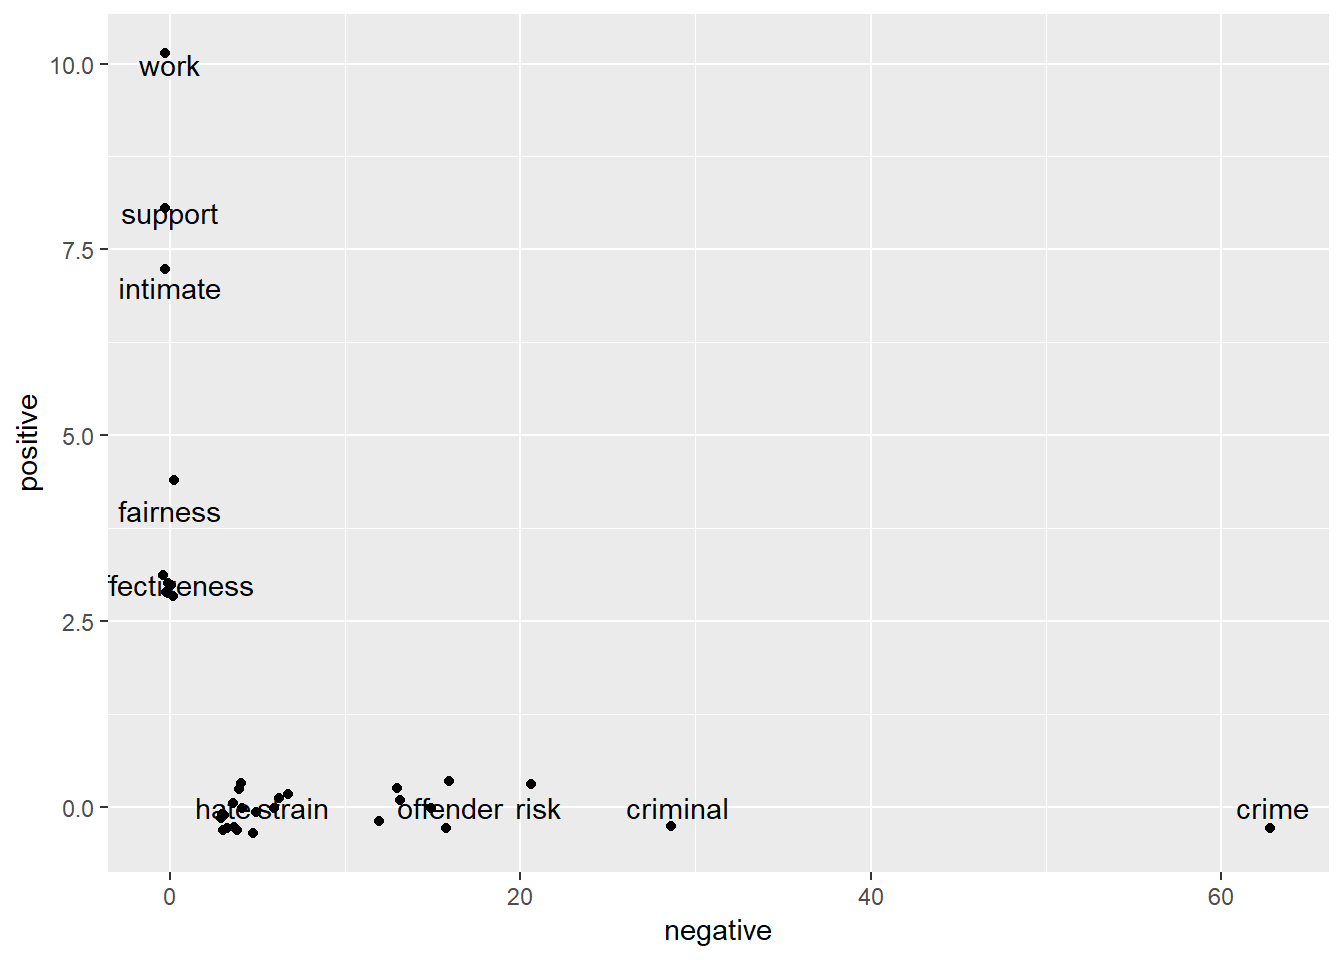 10.0
work
support
7.5
intimate
positive
5.0
fairness
ffectiveness
2.5
0.0
hate strain offender risk criminal crime
0 20 40 60
negative